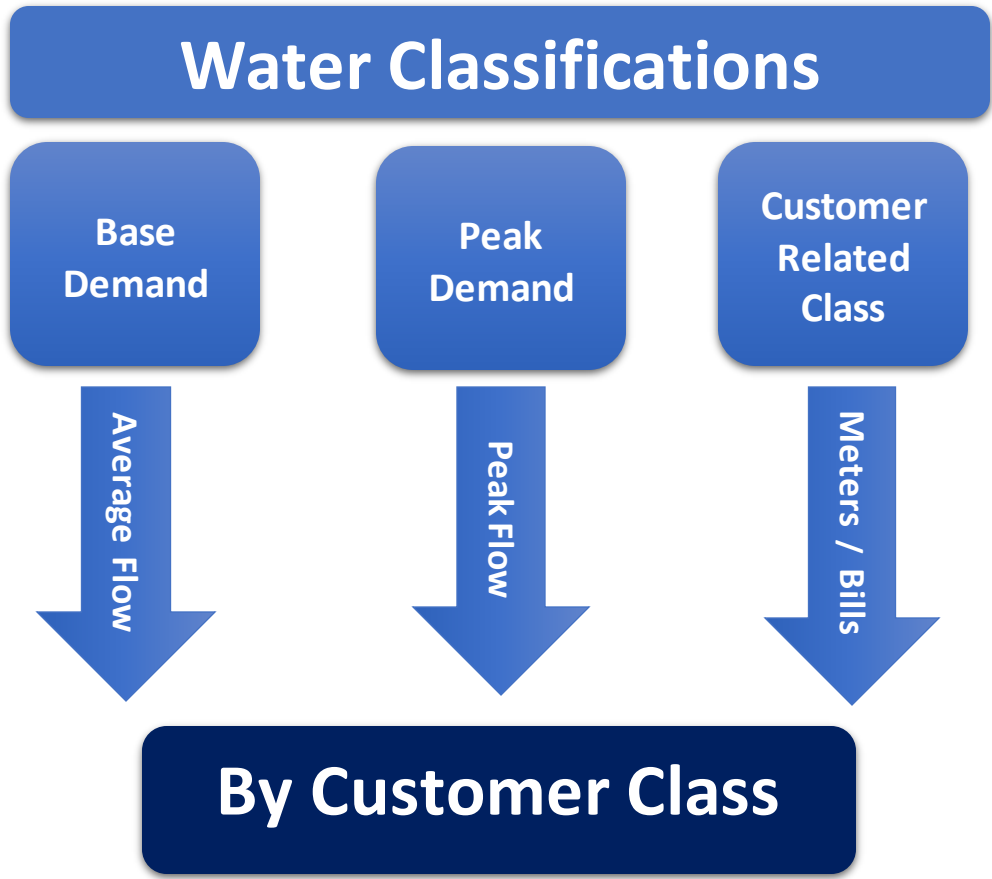 Water Classifications
Base
Demand
Peak
Demand
Customer
Related
Class
Average Flow
Peak Flow
Meters / Bills
By Customer Class